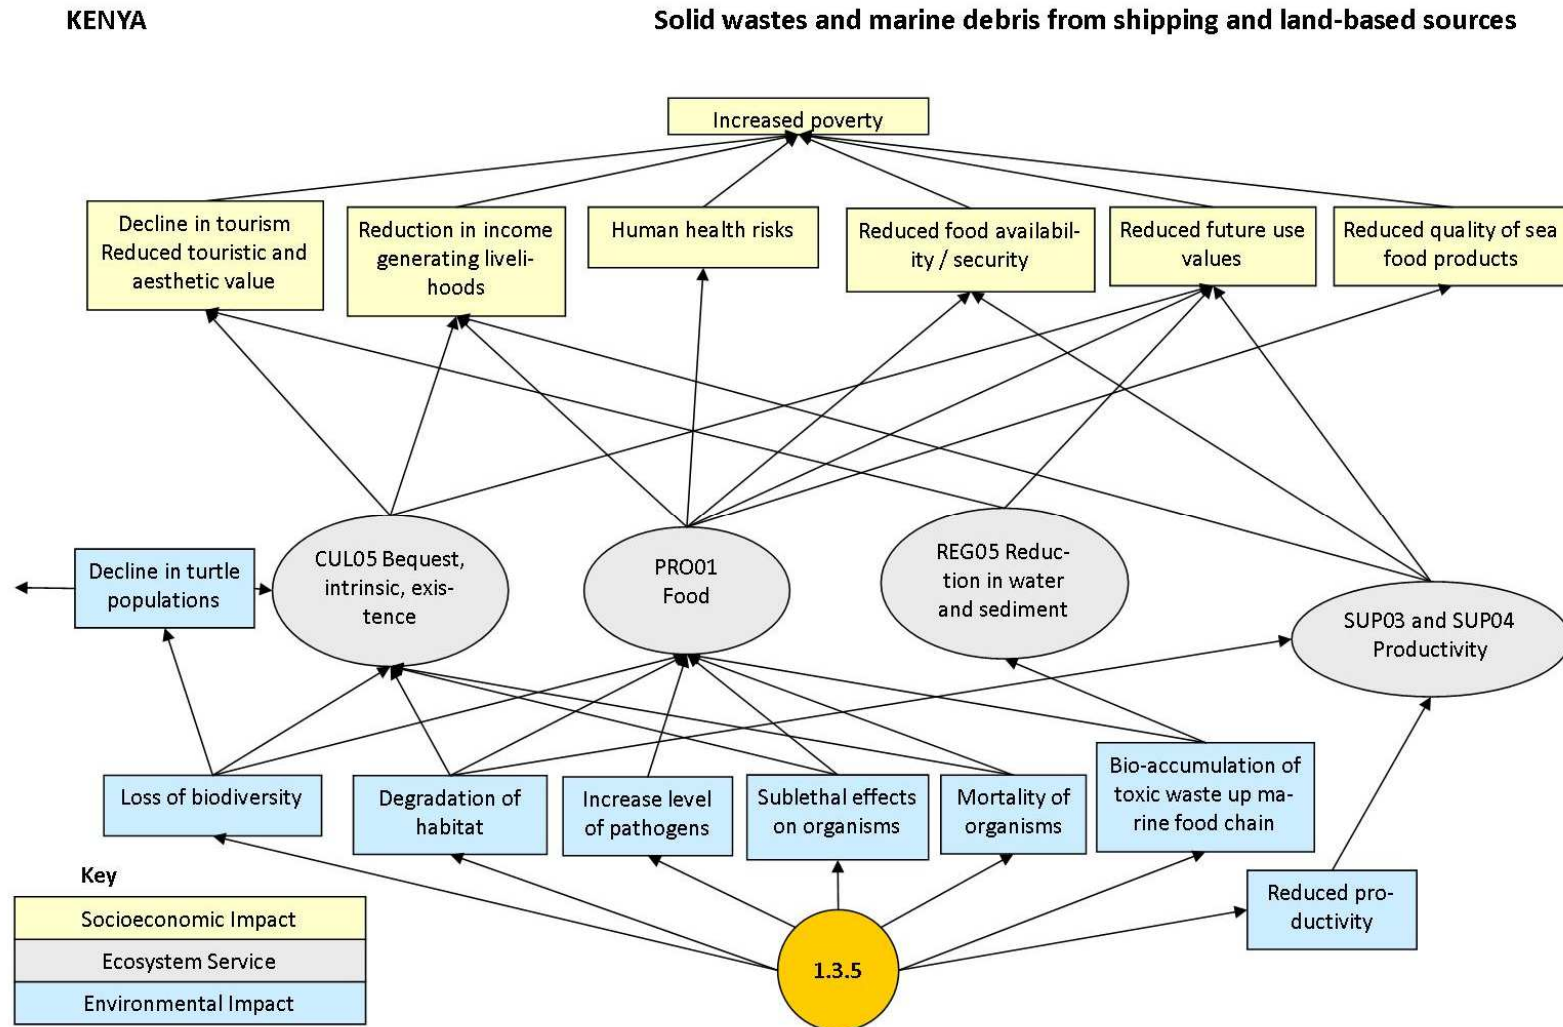 KENYA
Solid wastes and marine debris from shipping and land-based sources
Increased poverty
Decline in tourism
Reduced touristic and
aesthetic value
Reduction in income
generating liveli-
hoods
Human health risks
Reduced food availabil-
ity / security
Reduced future use
values
Reduced quality of sea
food products
Decline in turtle
populations
CUL05 Bequest,
intrinsic, exis-
tence
PRO01
Food
REG05 Reduc-
tion in water
and sediment
SUP03 and SUP04
Productivity
Loss of biodiversity
Degradation of
habitat
Increase level
of pathogens
Sublethal effects
on organisms
Mortality of
organisms
Bio-accumulation of
toxic waste up ma-
rine food chain
Reduced pro-
ductivity
Key
Socioeconomic Impact
Ecosystem Service
Environmental Impact
1.3.5